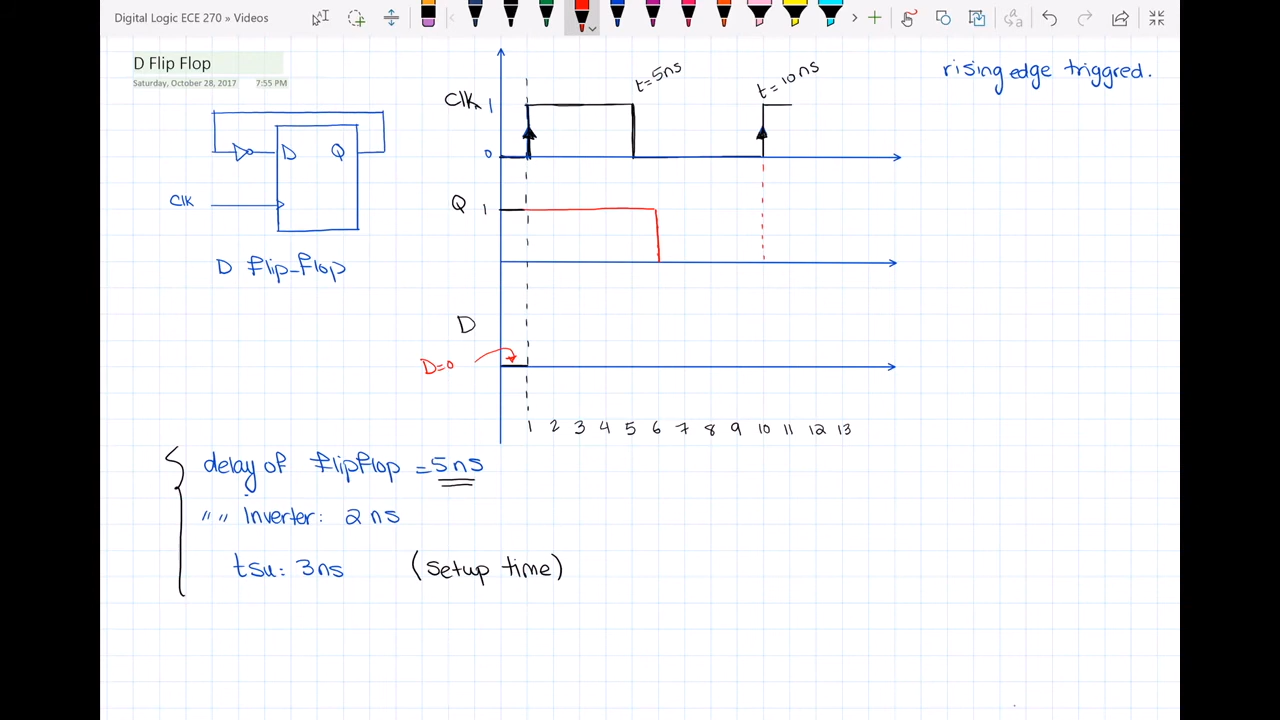 Digital Logic ECE 270 » Videos
D Flip Flop
Saturday, October 28, 2017 7:55 PM
rising edge triggred.
Clk 1
t=5ns
t=10ns
0
D Q
Clk
Q 1
D flip-flop
D
D=0
1 2 3 4 5 6 7 8 9 10 11 12 13
delay of flipflop = 5ns
〃 〃 inverter: 2 ns
tsu: 3ns (setup time)